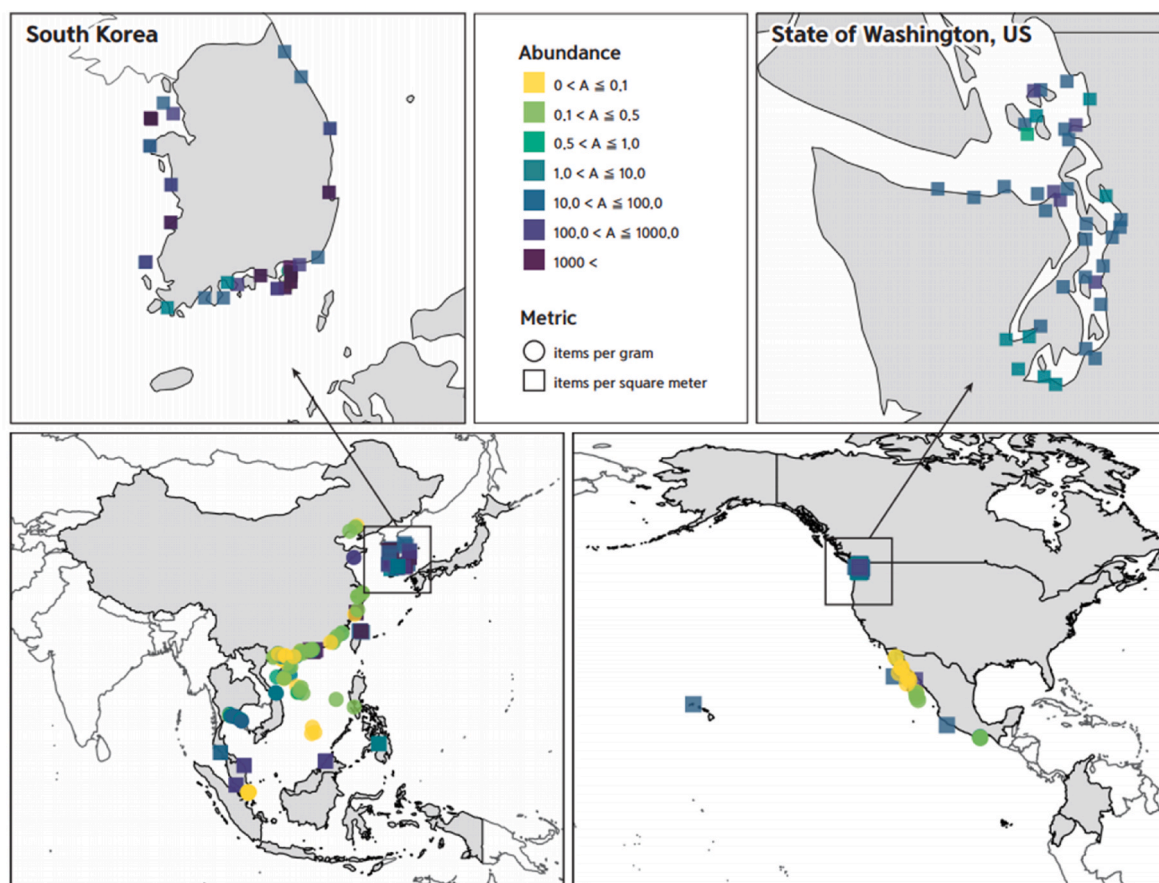 South Korea
Abundance
0 < A ≦ 0.1
0.1 < A ≦ 0.5
0.5 < A ≦ 1.0
1.0 < A ≦ 10.0
10.0 < A ≦ 100.0
100.0 < A ≦ 1000.0
1000 <
Metric
items per gram
items per square meter
State of Washington, US